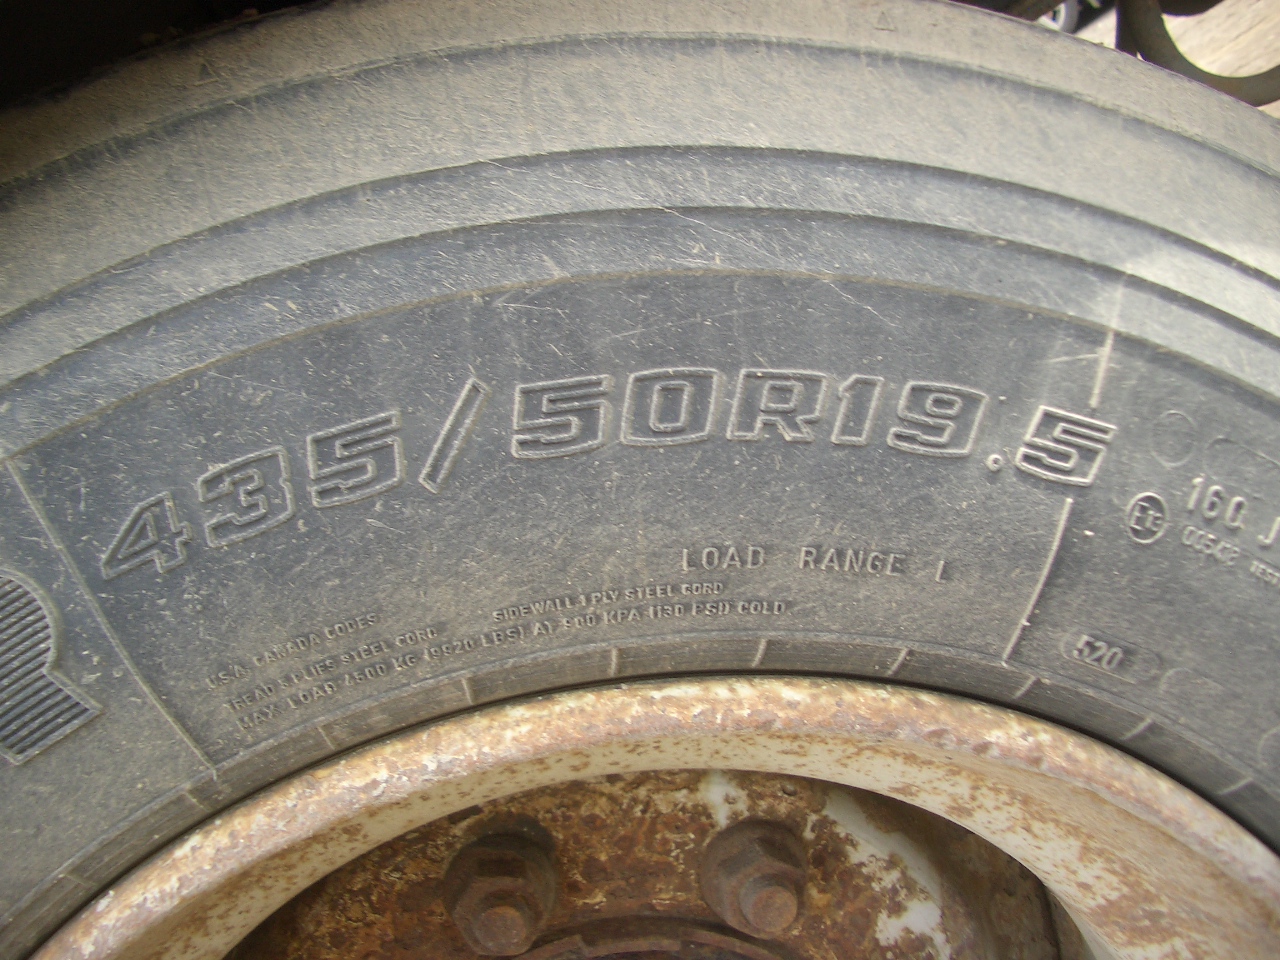 435/50R19.5
160 J
E12
LOAD RANGE L
U.S.A. CANADA CODES
TREAD 5 PLIES STEEL CORD SIDEWALL 1 PLY STEEL CORD
MAX. LOAD 4500 KG (9920 LBS) AT 900 KPA (130 PSI) COLD.
520